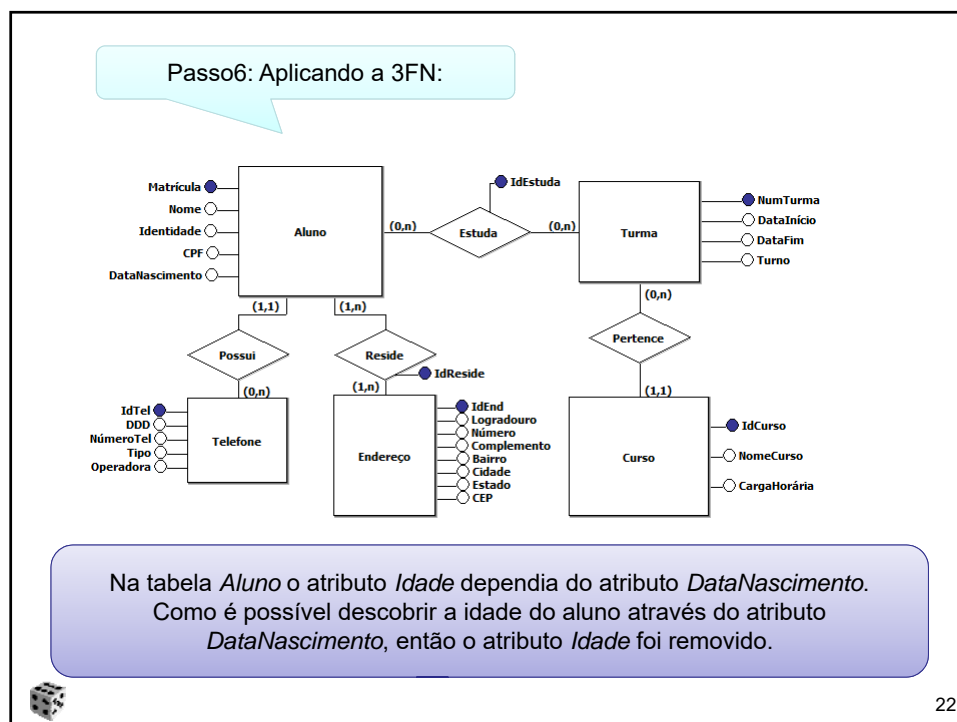 Passo6: Aplicando a 3FN:
Matrícula
Nome
Identidade
CPF
DataNascimento
Aluno
(0,n)
IdEstuda
Estuda
(0,n)
Turma
NumTurma
DataInício
DataFim
Turno
(1,1)
(1,n)
(0,n)
Possui
Reside
IdReside
Pertence
(0,n)
(1,n)
(1,1)
IdTel
DDD
NúmeroTel
Tipo
Operadora
Telefone
Endereço
IdEnd
Logradouro
Número
Complemento
Bairro
Cidade
Estado
CEP
Curso
IdCurso
NomeCurso
CargaHorária
Na tabela Aluno o atributo Idade dependia do atributo DataNascimento.
Como é possível descobrir a idade do aluno através do atributo
DataNascimento, então o atributo Idade foi removido.
22